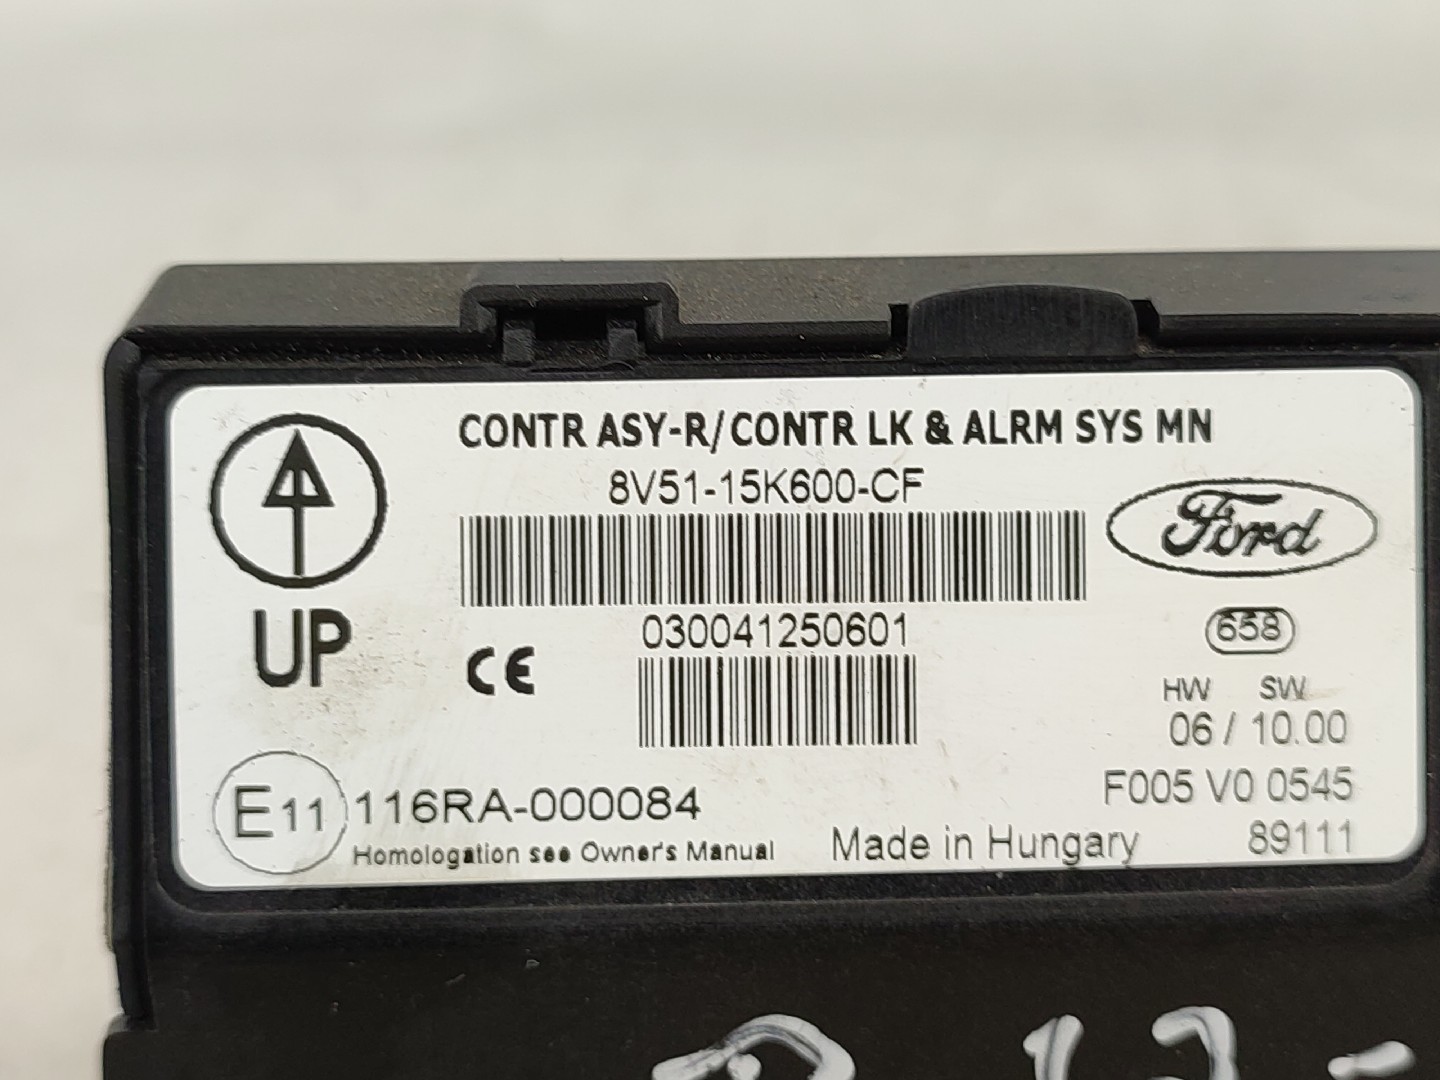 CONTR ASY-R/CONTR LK & ALRM SYS MN
8V51-15K600-CF
Ford
UP
CE
030041250601
658
HW SW
06 / 10.00
E11 116RA-000084
F005 V0 0545
Homologation see Owner's Manual
Made in Hungary
89111